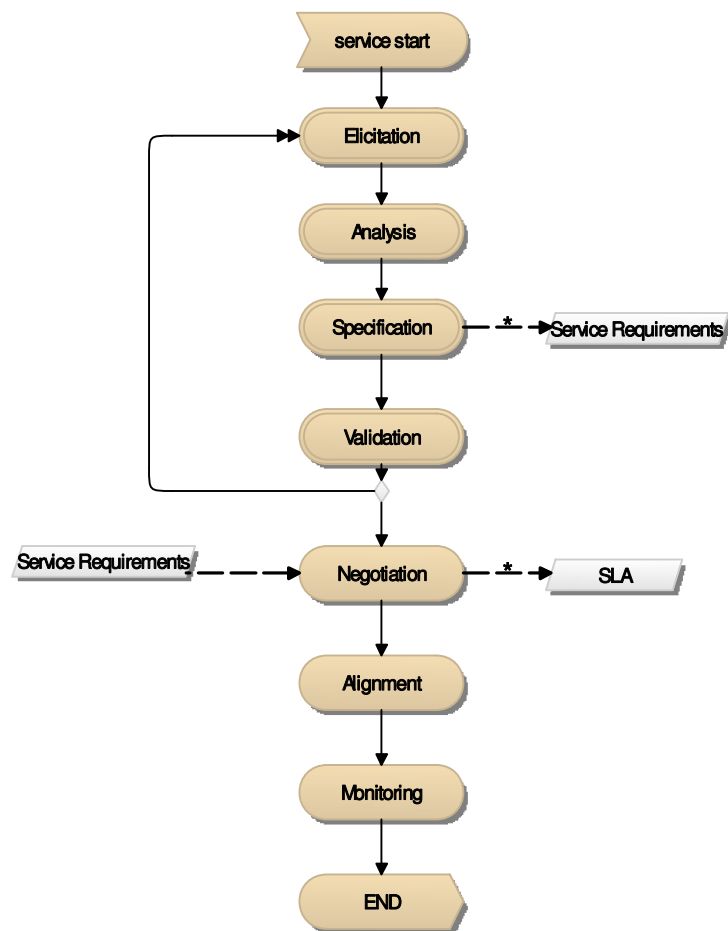 service start
Elicitation
Analysis
Specification
*
Service Requirements
Validation
Service Requirements
Negotiation
*
SLA
Alignment
Monitoring
END